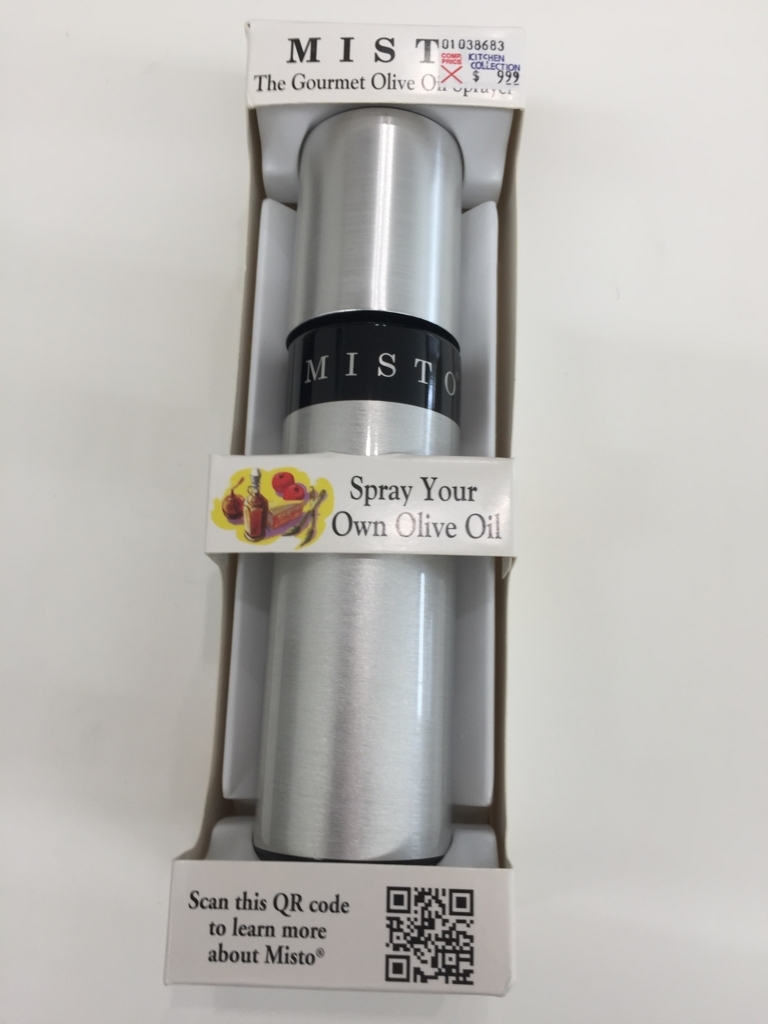 MIST
01038683
COMP. PRICE
KITCHEN
COLLECTION
$ 999
The Gourmet Olive Oil Sprayer
MISTO
Spray Your
Own Olive Oil
Scan this QR code
to learn more
about Misto®